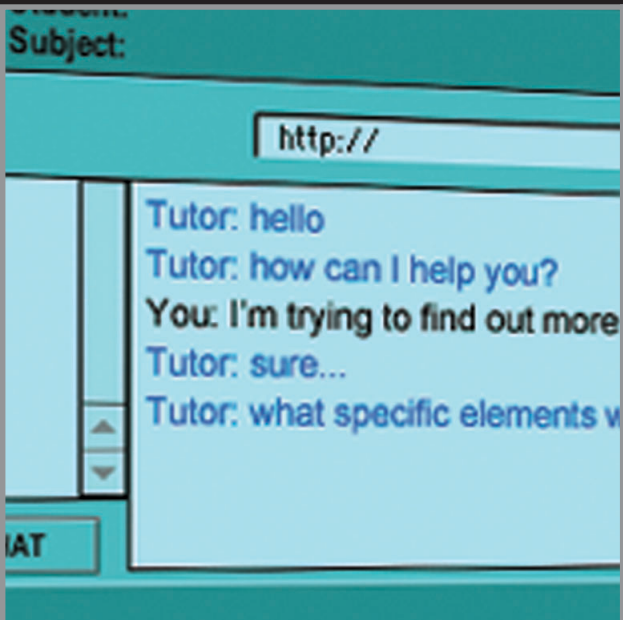 Subject:
http://
Tutor: hello
Tutor: how can I help you?
You: I'm trying to find out more
Tutor: sure...
Tutor: what specific elements